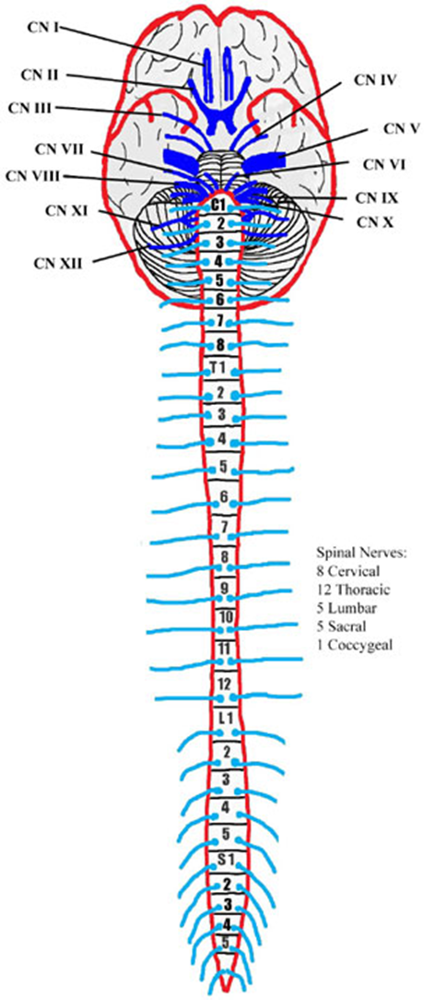 CN I
CN II
CN III
CN IV
CN V
CN VII
CN VI
CN VIII
CN IX
CN XI
CN X
CN XII
C1
2
3
4
5
6
7
8
T1
2
3
4
5
6
7
8
9
10
11
12
L1
2
3
4
5
S1
2
3
4
5
Spinal Nerves:
8 Cervical
12 Thoracic
5 Lumbar
5 Sacral
1 Coccygeal